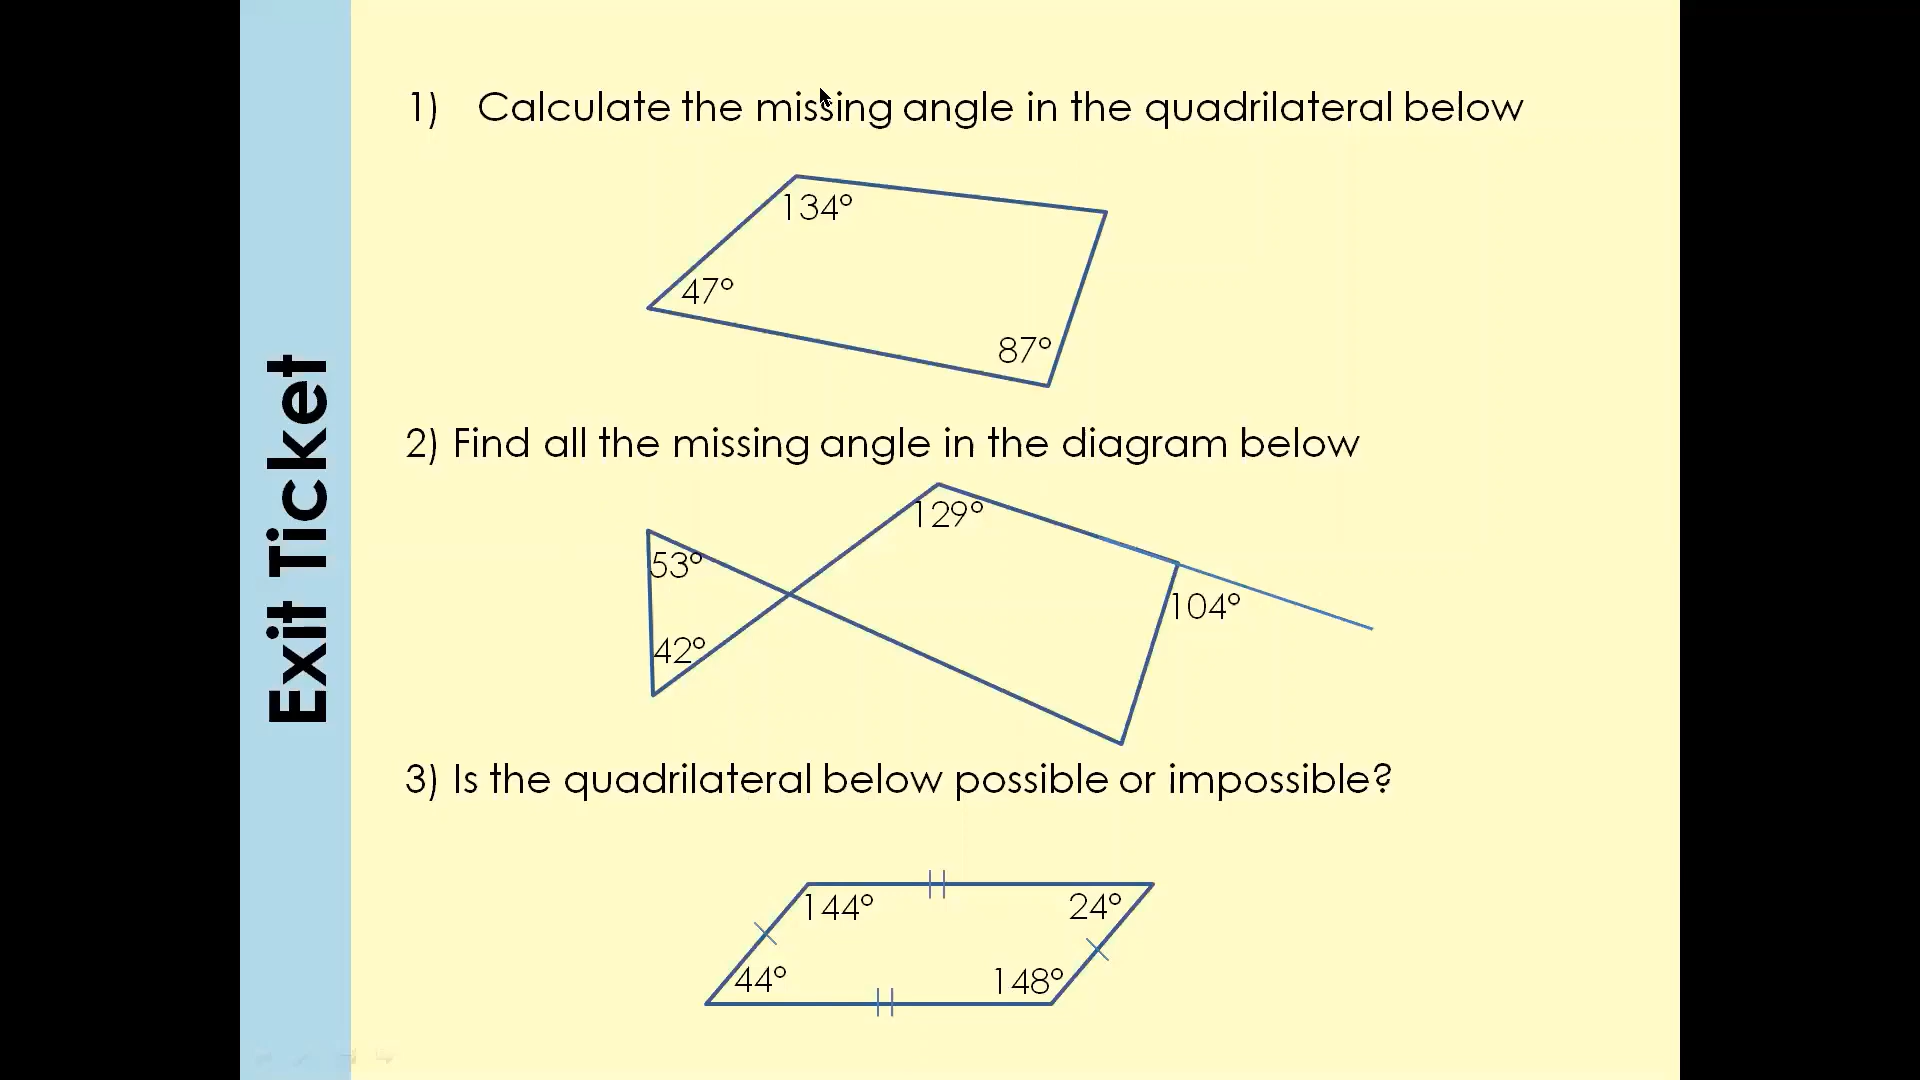 Exit Ticket
1) Calculate the missing angle in the quadrilateral below
134°
47°
87°
2) Find all the missing angle in the diagram below
129°
53°
104°
42°
3) Is the quadrilateral below possible or impossible?
144° 24°
44° 148°